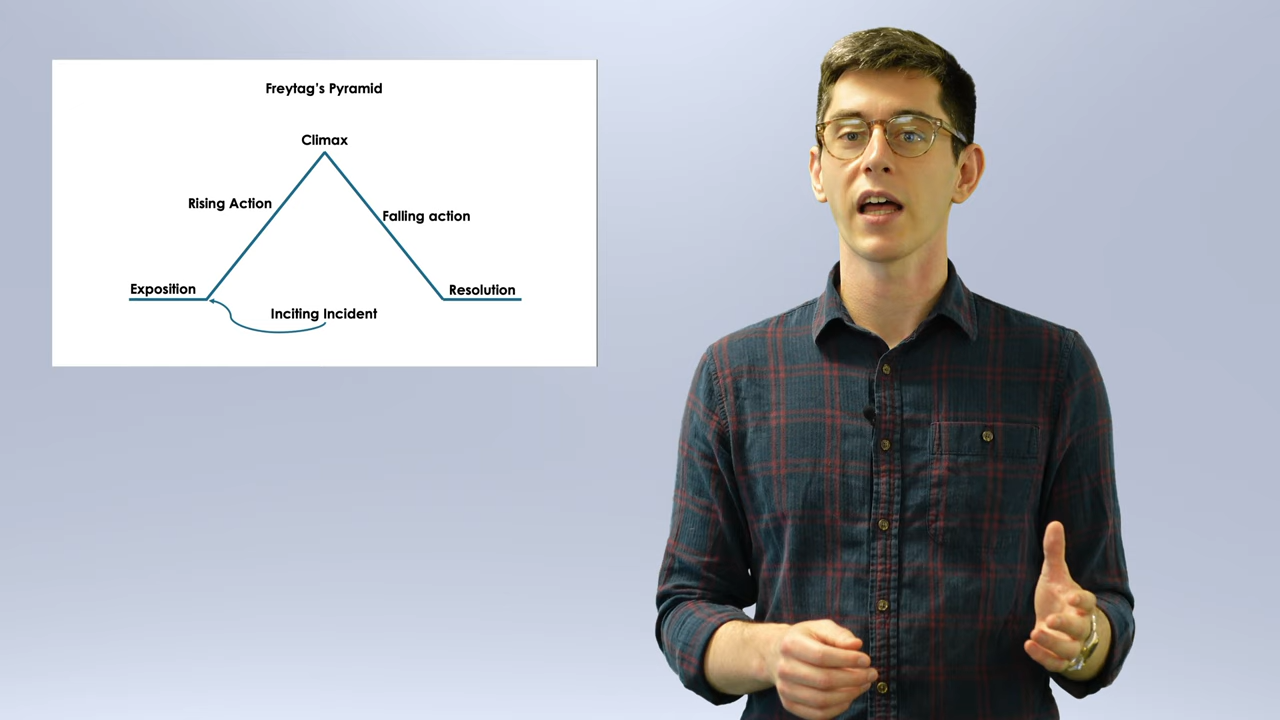 Freytag's Pyramid
Climax
Rising Action
Falling action
Exposition
Resolution
Inciting Incident